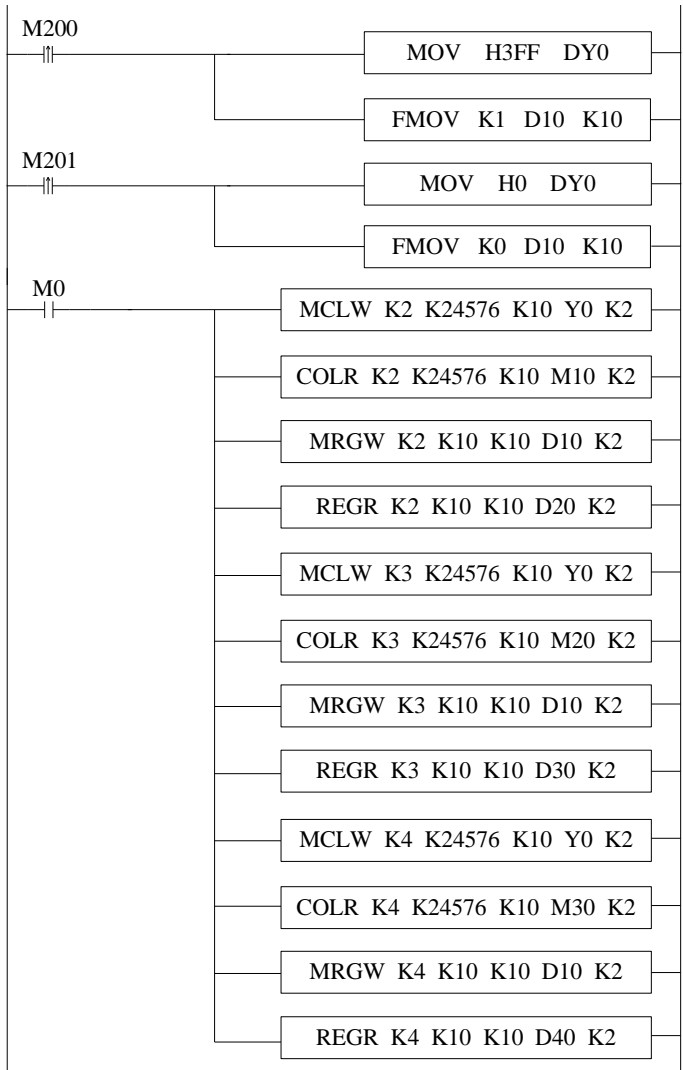 M200
MOV H3FF DY0
FMOV K1 D10 K10
M201
MOV H0 DY0
FMOV K0 D10 K10
M0
MCLW K2 K24576 K10 Y0 K2
COLR K2 K24576 K10 M10 K2
MRGW K2 K10 K10 D10 K2
REGR K2 K10 K10 D20 K2
MCLW K3 K24576 K10 Y0 K2
COLR K3 K24576 K10 M20 K2
MRGW K3 K10 K10 D10 K2
REGR K3 K10 K10 D30 K2
MCLW K4 K24576 K10 Y0 K2
COLR K4 K24576 K10 M30 K2
MRGW K4 K10 K10 D10 K2
REGR K4 K10 K10 D40 K2